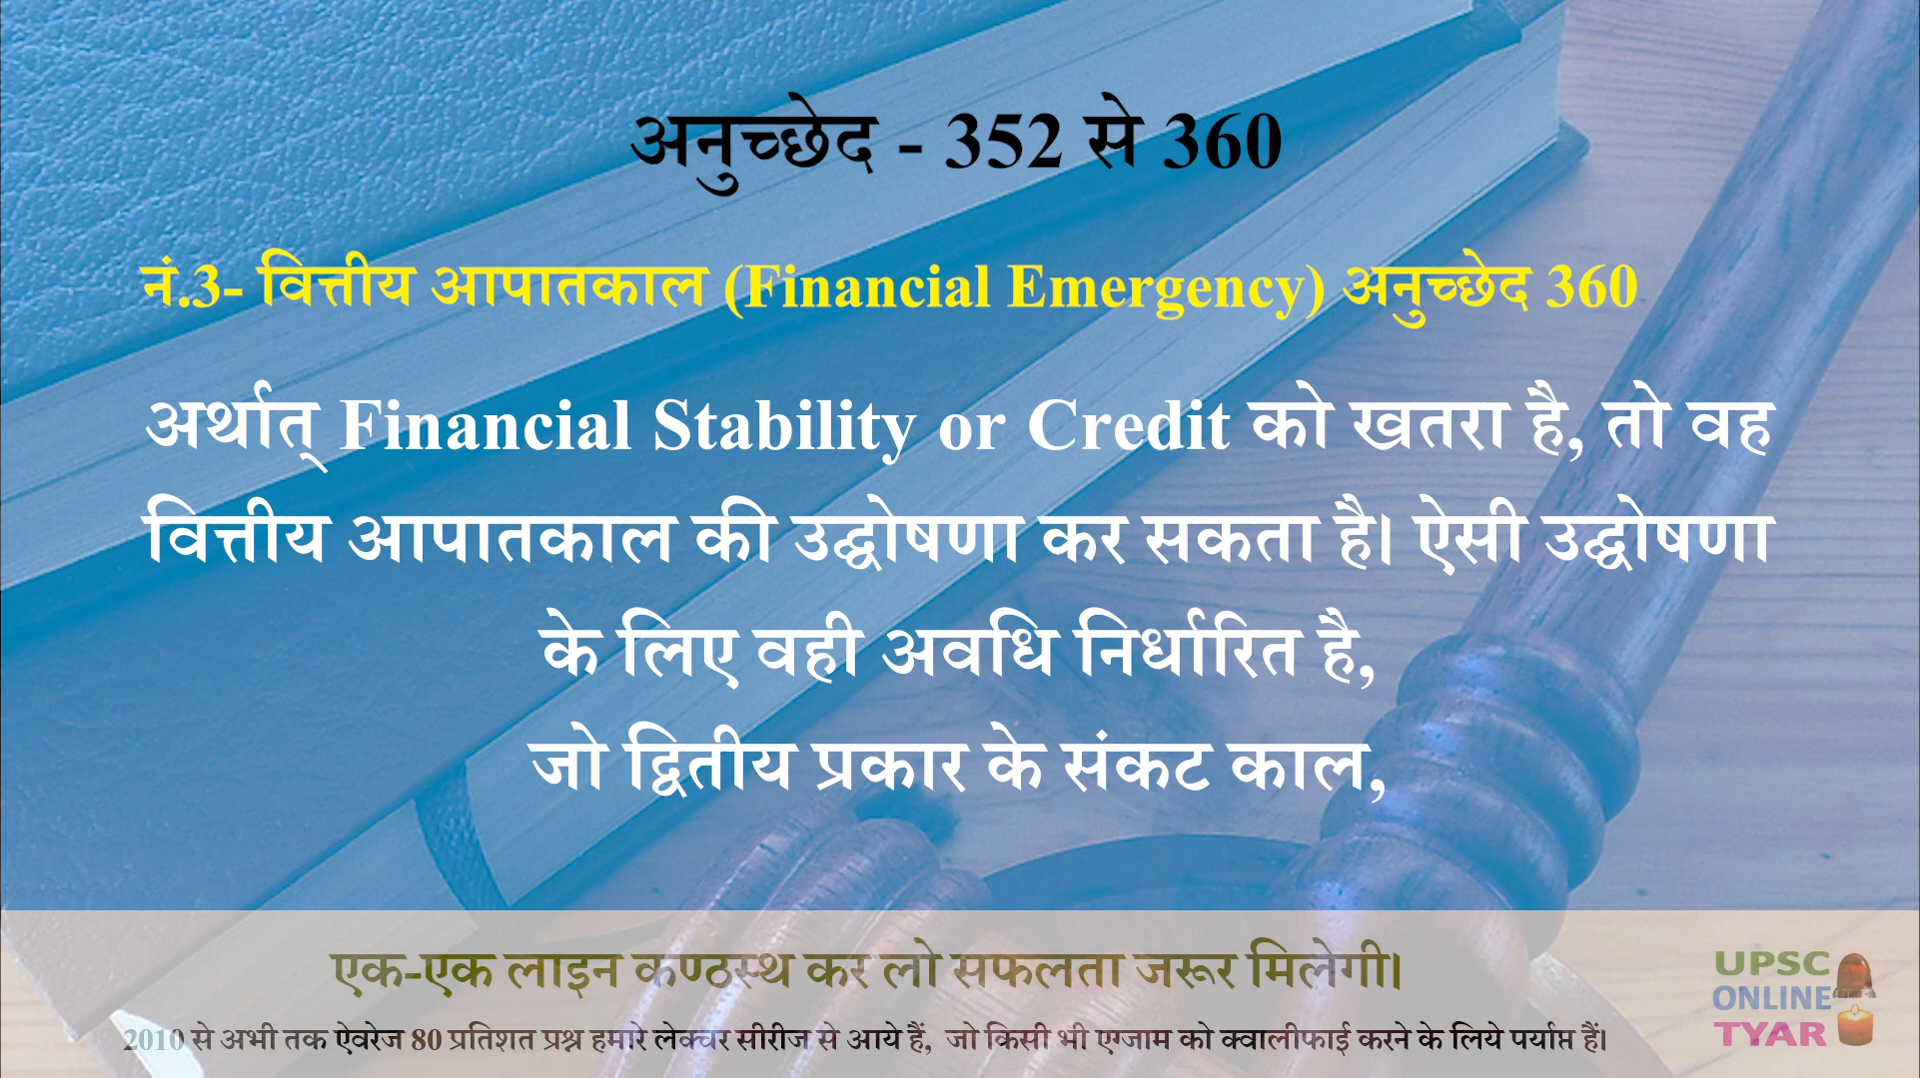 अनुच्छेद - 352 से 360
नं.3- वित्तीय आपातकाल (Financial Emergency) अनुच्छेद 360
अर्थात् Financial Stability or Credit को खतरा है, तो वह
वित्तीय आपातकाल की उद्घोषणा कर सकता है। ऐसी उद्घोषणा
के लिए वही अवधि निर्धारित है,
जो द्वितीय प्रकार के संकट काल,
एक-एक लाइन कण्ठस्थ कर लो सफलता जरूर मिलेगी।
2010 से अभी तक ऐवरेज 80 प्रतिशत प्रश्न हमारे लेक्चर सीरीज से आये हैं, जो किसी भी एग्जाम को क्वालीफाई करने के लिये पर्याप्त हैं।
UPSC
ONLINE
TYAR